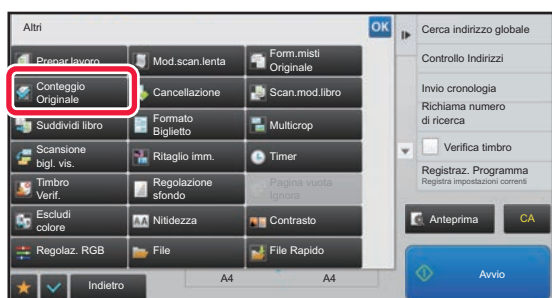 Altri
OK
Prepar.lavoro
Mod.scan.lenta
Form.misti
Originale
Conteggio
Originale
Cancellazione
Scan.mod.libro
Suddividi libro
Formato
Biglietto
Multicrop
Scansione
bigl. vis.
Ritaglio imm.
Timer
Timbro
Verif.
Regolazione
sfondo
Pagina vuota
Ignora
Escludi
colore
Nitidezza
Contrasto
Regolaz. RGB
File
File Rapido
Indietro
A4
A4
Cerca indirizzo globale
Controllo Indirizzi
Invio cronologia
Richiama numero
di ricerca
Verifica timbro
Registraz. Programma
Registra impostazioni correnti
Anteprima
CA
Avvio